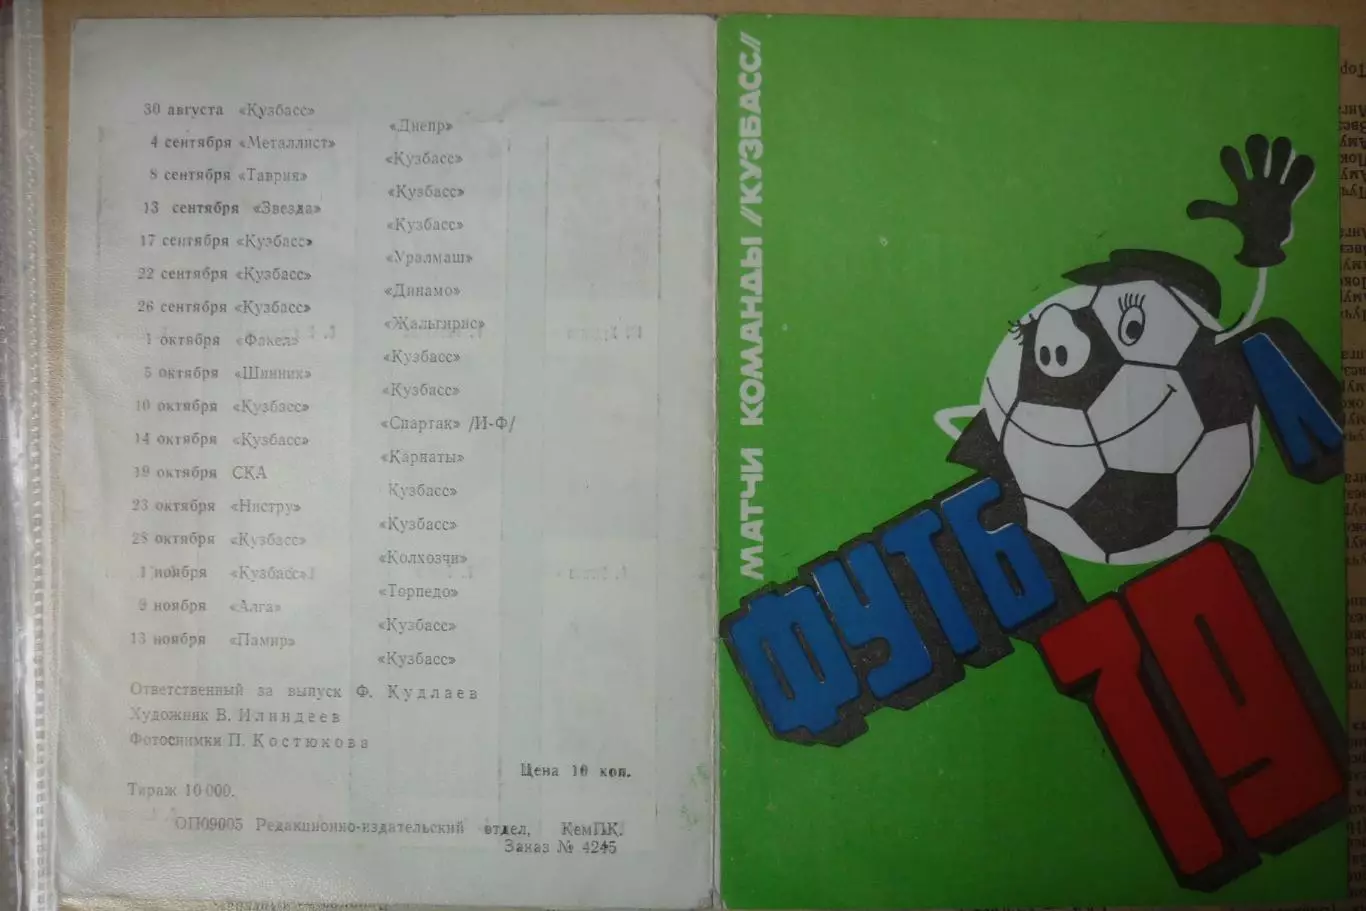 30 августа «Кузбасс»
«Днепр»
4 сентября «Металлист»
«Кузбасс»
8 сентября «Таврия»
«Кузбасс»
13 сентября «Звезда»
«Кузбасс»
17 сентября «Кузбасс»
«Уралмаш»
22 сентября «Кузбасс»
«Динамо»
26 сентября «Кузбасс»
«Жальгирис»
1 октября «Факел»
«Кузбасс»
5 октября «Шинник»
«Кузбасс»
10 октября «Кузбасс»
«Спартак» /И-Ф/
14 октября «Кузбасс»
«Карпаты»
19 октября СКА
Кузбасс»
23 октября «Нистру»
«Кузбасс»
28 октября «Кузбасс»
«Колхозчи»
1 ноября «Кузбасс»
«Торпедо»
9 ноября «Алга»
«Кузбасс»
13 ноября «Памир»
«Кузбасс»
Ответственный за выпуск Ф. Кудлаев
Художник В. Илиндеев
Фотоснимки П. Костюкова
Цена 10 коп.
Тираж 10 000.
ОП09005 Редакционно-издательский отдел, КемПК.
Заказ № 4245
МАТЧИ КОМАНДЫ //КУЗБАСС//
ФУТБ Л
79